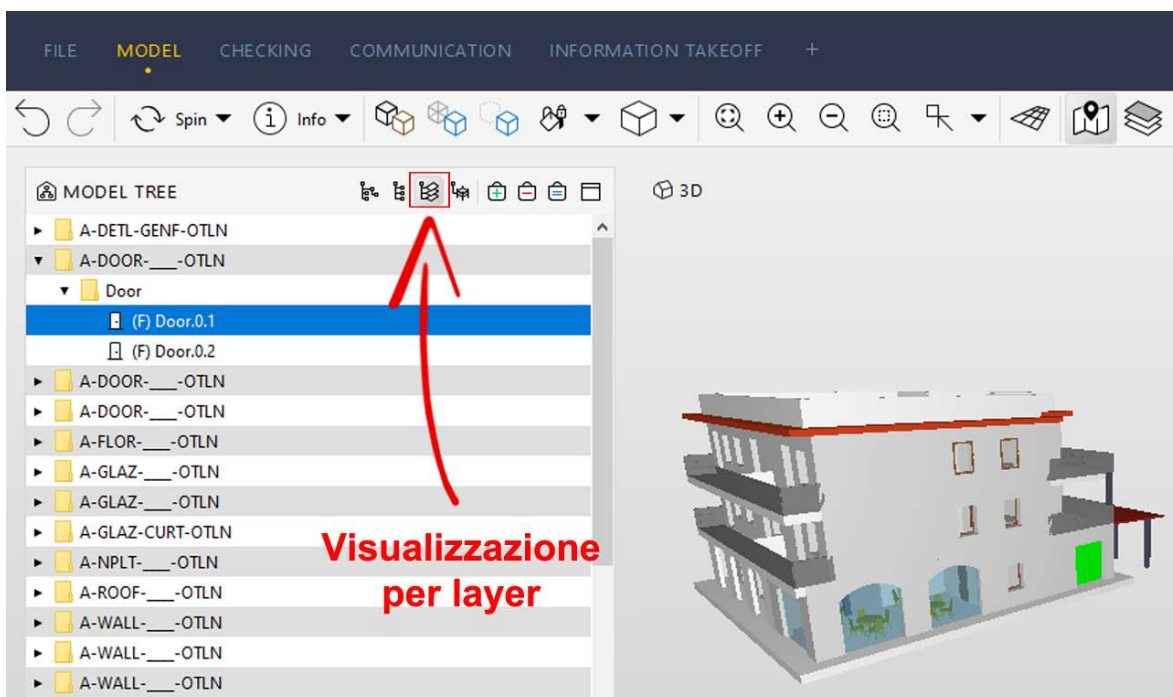 FILE MODEL CHECKING COMMUNICATION INFORMATION TAKEOFF +
Spin Info
MODEL TREE
3D
A-DETL-GENF-OTLN
A-DOOR-___-OTLN
Door
(F) Door.0.1
(F) Door.0.2
A-DOOR-___-OTLN
A-DOOR-___-OTLN
A-FLOR-___-OTLN
A-GLAZ-___-OTLN
A-GLAZ-___-OTLN
A-GLAZ-CURT-OTLN
A-NPLT-___-OTLN
A-ROOF-___-OTLN
A-WALL-___-OTLN
A-WALL-___-OTLN
A-WALL-___-OTLN
Visualizzazione
per layer